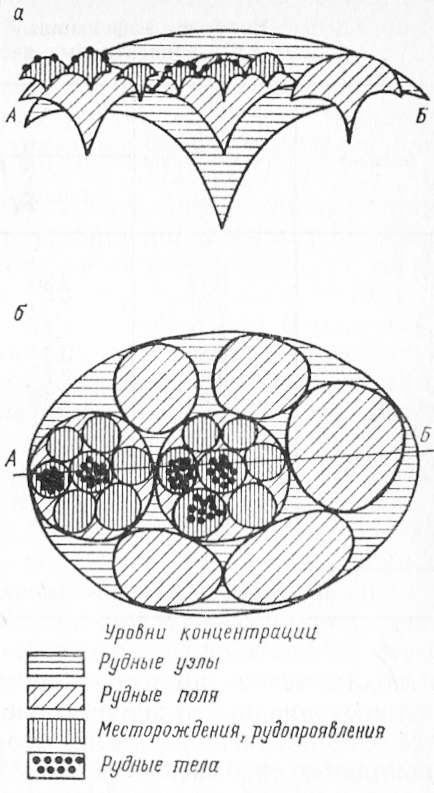 а
А Б
б
А Б
Уровни концентрации
Рудные узлы
Рудные поля
Месторождения, рудопроявления
Рудные тела